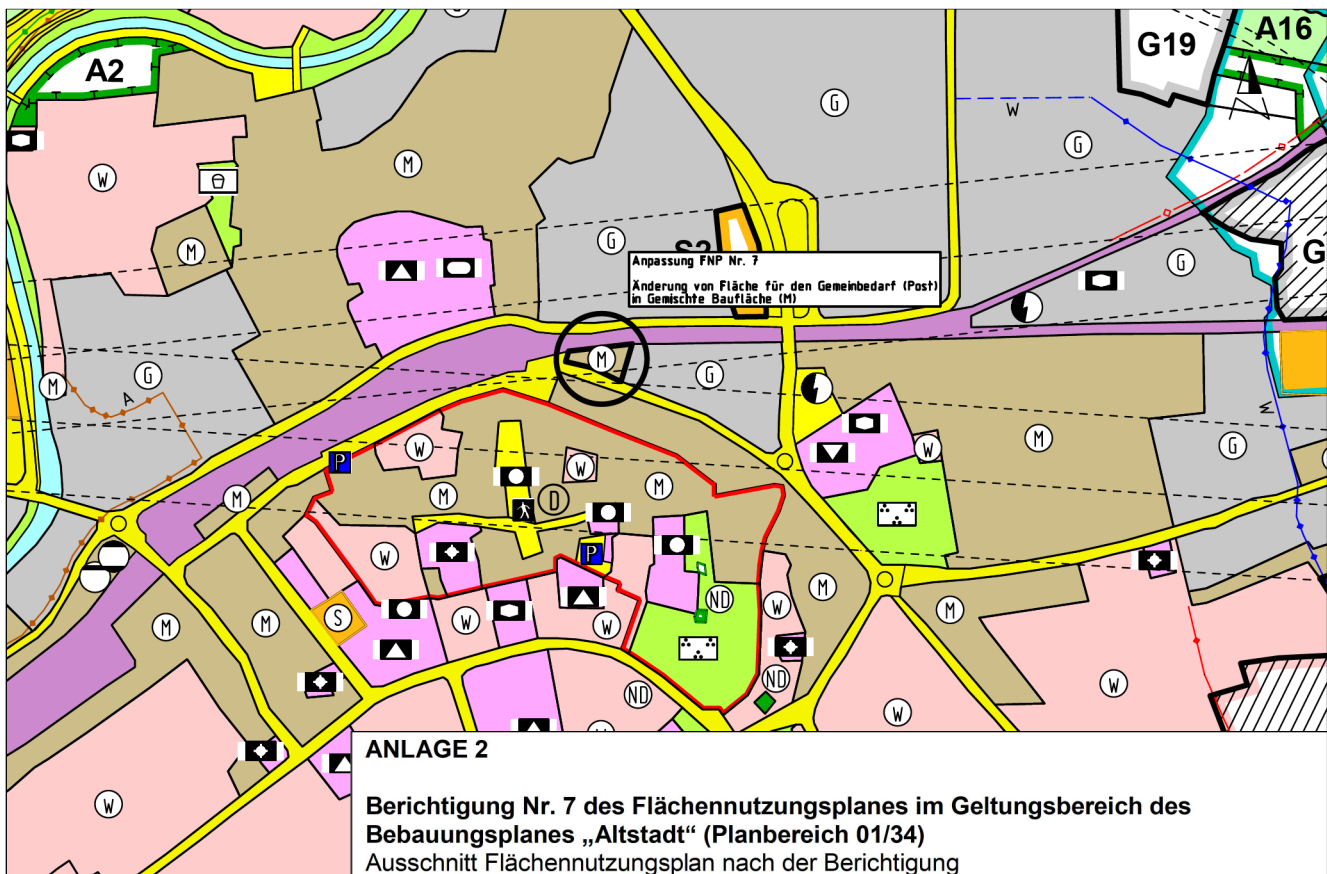 A2
G19
A16
G
W
G
M
W
M
G
S2
G
G
Anpassung FNP Nr. 7
Änderung von Fläche für den Gemeinbedarf (Post)
in Gemischte Baufläche (M)
M
G
A
M
G
W
W
M
G
P
M
M
W
D
M
W
P
M
S
W
W
ND
W
M
M
M
ND
ND
W
W
W
W
ANLAGE 2
Berichtigung Nr. 7 des Flächennutzungsplanes im Geltungsbereich des
Bebauungsplanes „Altstadt“ (Planbereich 01/34)
Ausschnitt Flächennutzungsplan nach der Berichtigung